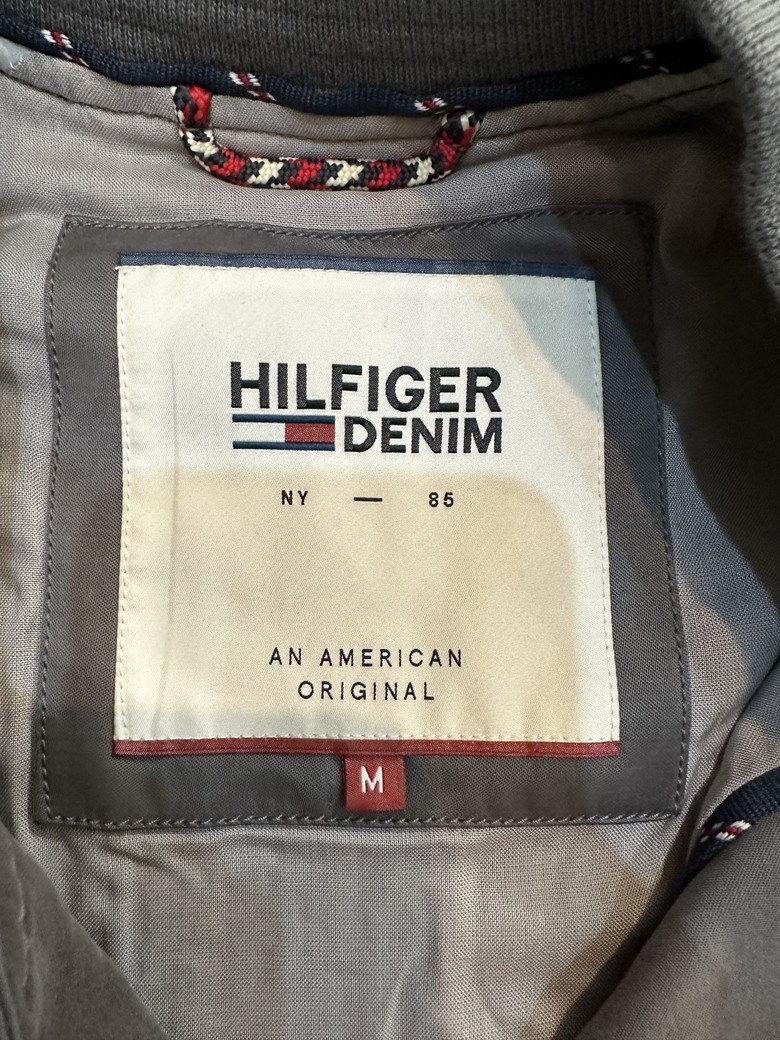 HILFIGER
DENIM
NY — 85
AN AMERICAN
ORIGINAL
M